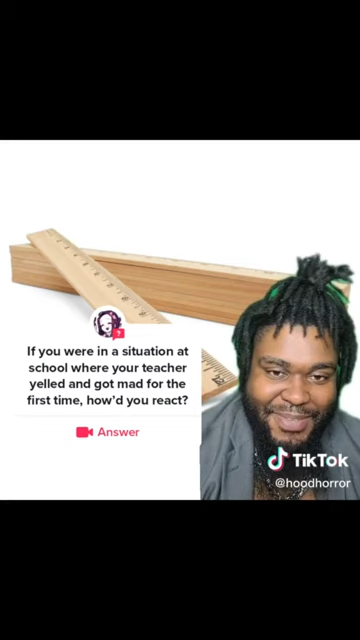 If you were in a situation at
school where your teacher
yelled and got mad for the
first time, how'd you react?
Answer
TikTok
@hoodhorror